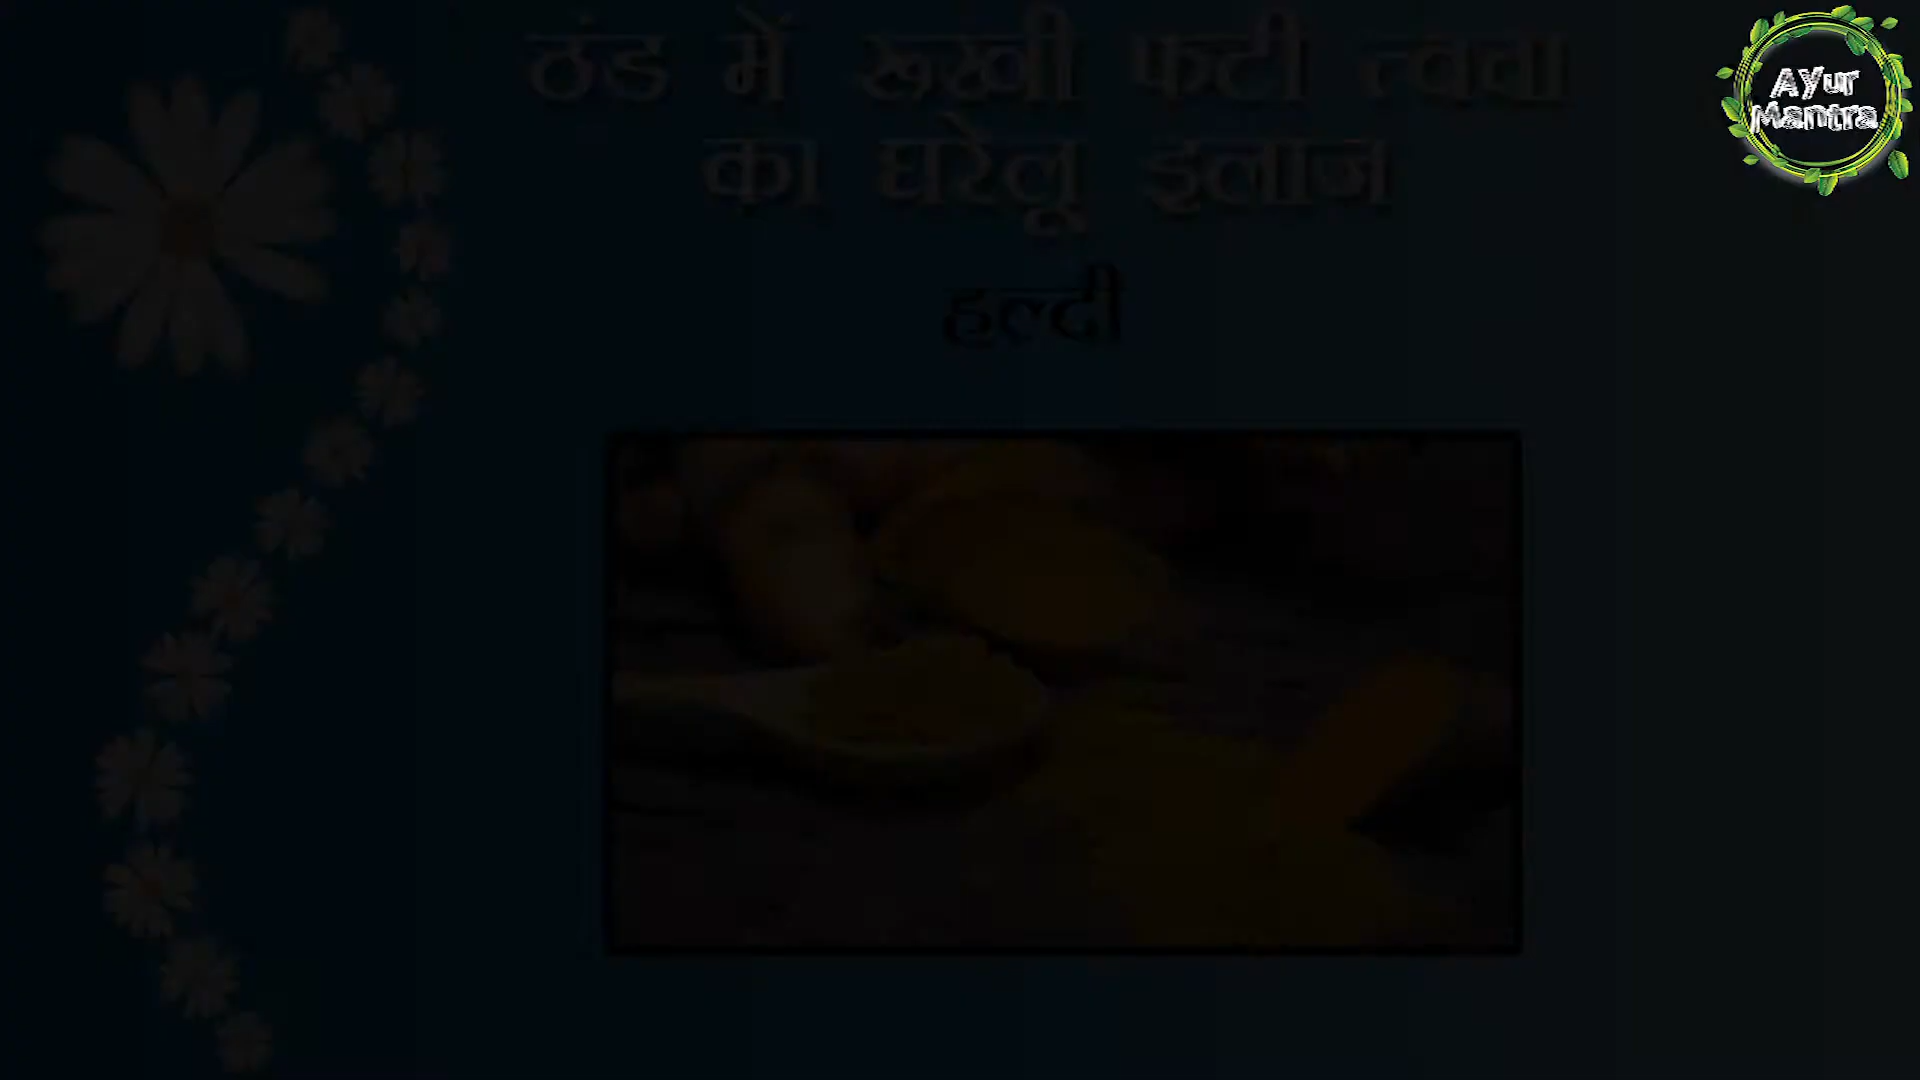 ठंड में रूखी फटी त्वचा
का घरेलू इलाज
हल्दी
AYur
Mantra